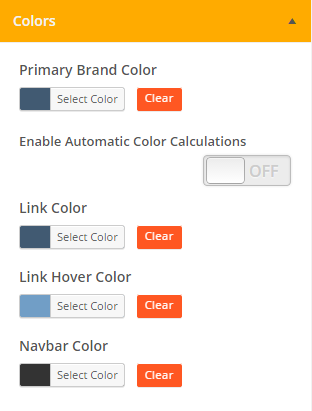 Colors
Primary Brand Color
Select Color Clear
Enable Automatic Color Calculations
OFF
Link Color
Select Color Clear
Link Hover Color
Select Color Clear
Navbar Color
Select Color Clear